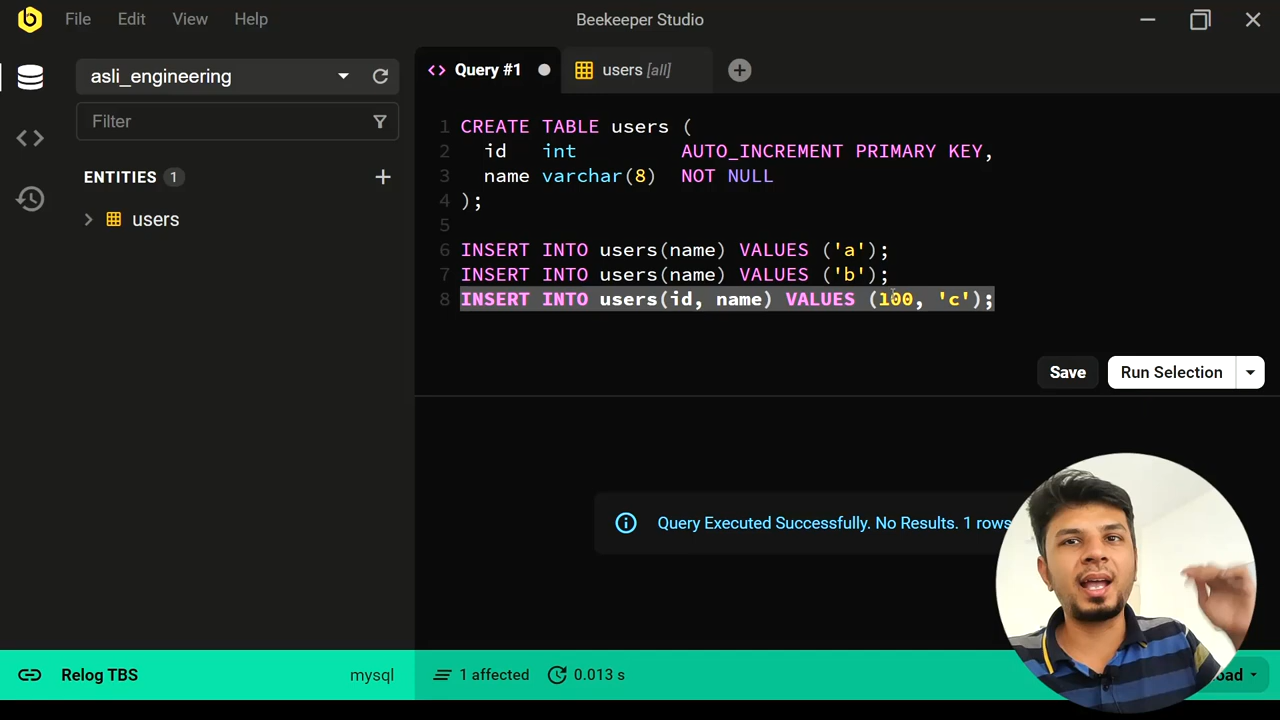 File Edit View Help
Beekeeper Studio
asli_engineering
Filter
ENTITIES 1
users
Query #1
users [all]
1 CREATE TABLE users (
2 id int AUTO_INCREMENT PRIMARY KEY,
3 name varchar(8) NOT NULL
4 );
5
6 INSERT INTO users(name) VALUES ('a');
7 INSERT INTO users(name) VALUES ('b');
8 INSERT INTO users(id, name) VALUES (100, 'c');
Save
Run Selection
Query Executed Successfully. No Results. 1 rows
Relog TBS
mysql
1 affected
0.013 s